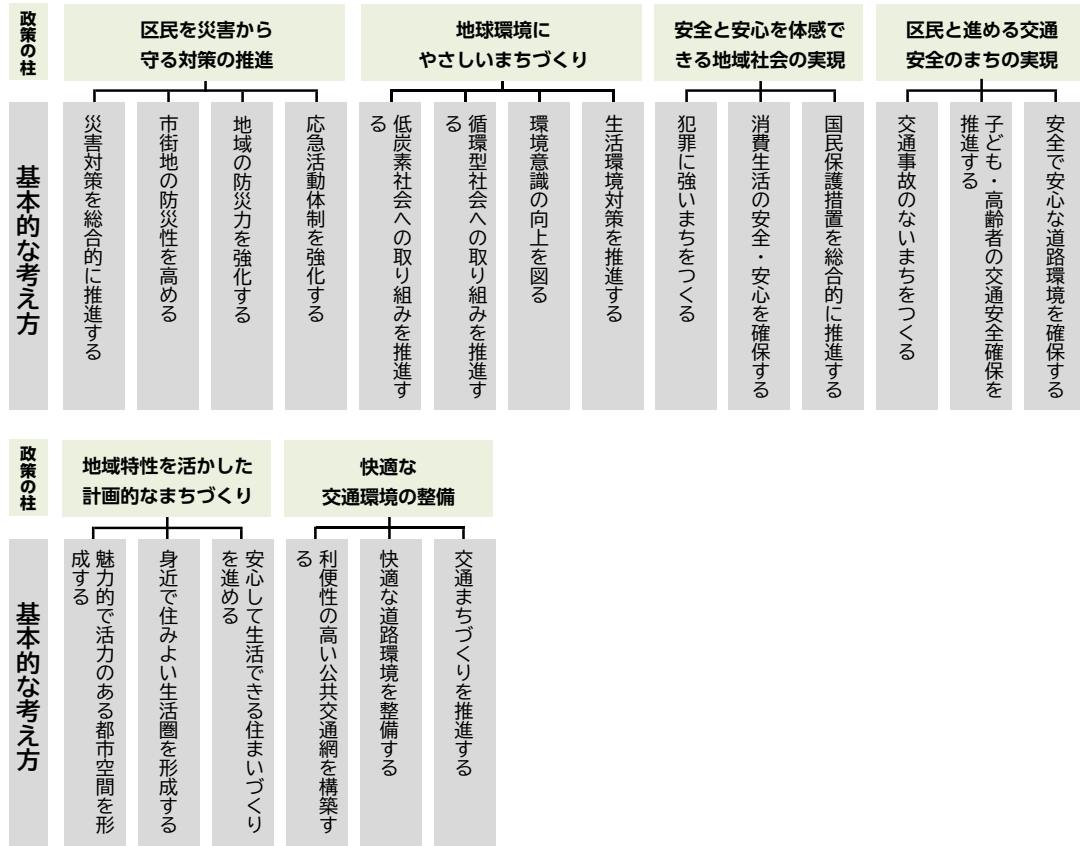 政策の柱
区民を災害から
守る対策の推進
地球環境に
やさしいまちづくり
安全と安心を体感で
きる地域社会の実現
区民と進める交通
安全のまちの実現
基本的な考え方
災害対策を総合的に推進する
市街地の防災性を高める
地域の防災力を強化する
応急活動体制を強化する
低炭素社会への取り組みを推進す
る
循環型社会への取り組みを推進す
る
環境意識の向上を図る
生活環境対策を推進する
犯罪に強いまちをつくる
消費生活の安全・安心を確保する
国民保護措置を総合的に推進する
交通事故のないまちをつくる
子ども・高齢者の交通安全確保を
推進する
安全で安心な道路環境を確保する
政策の柱
地域特性を活かした
計画的なまちづくり
快適な
交通環境の整備
基本的な考え方
魅力的で活力のある都市空間を形
成する
身近で住みよい生活圏を形成する
安心して生活できる住まいづくり
を進める
利便性の高い公共交通網を構築す
る
快適な道路環境を整備する
交通まちづくりを推進する